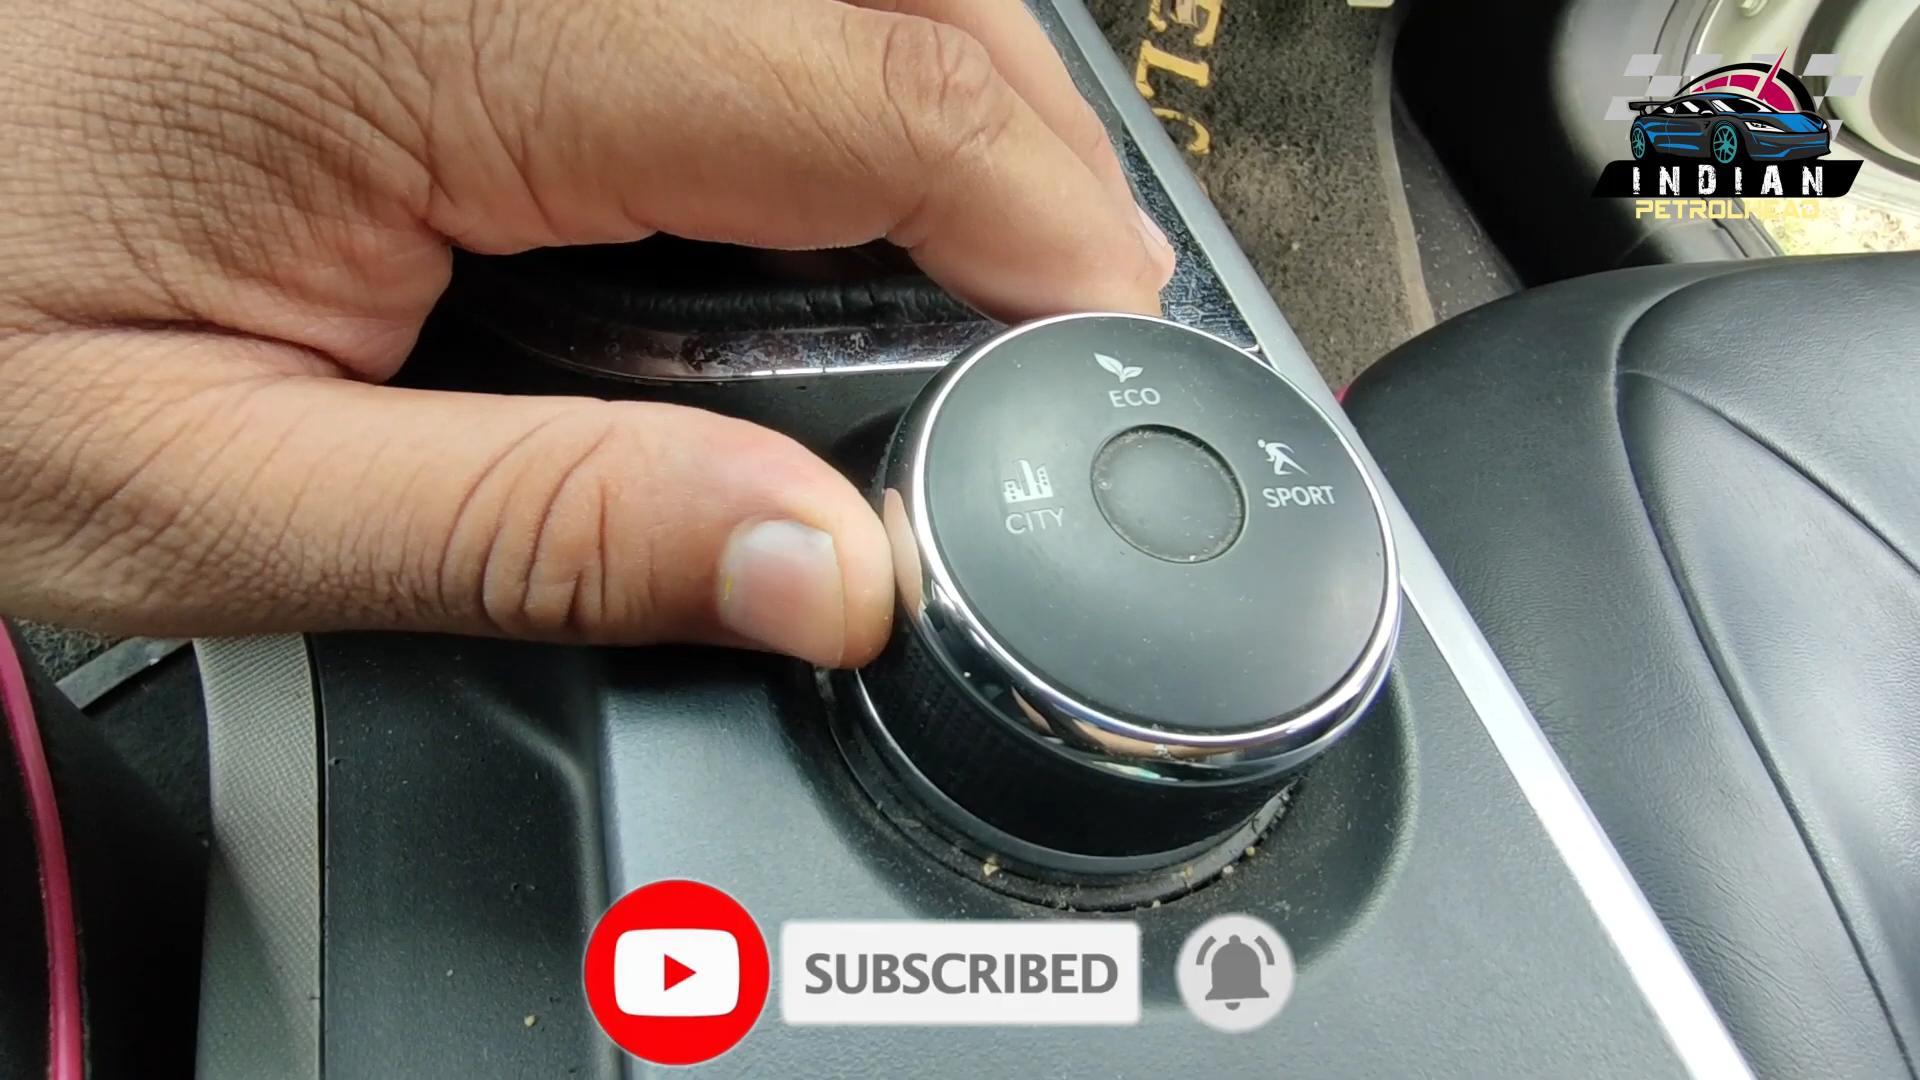 INDIAN
PETROLHEAD
ECO
CITY
SPORT
SUBSCRIBED